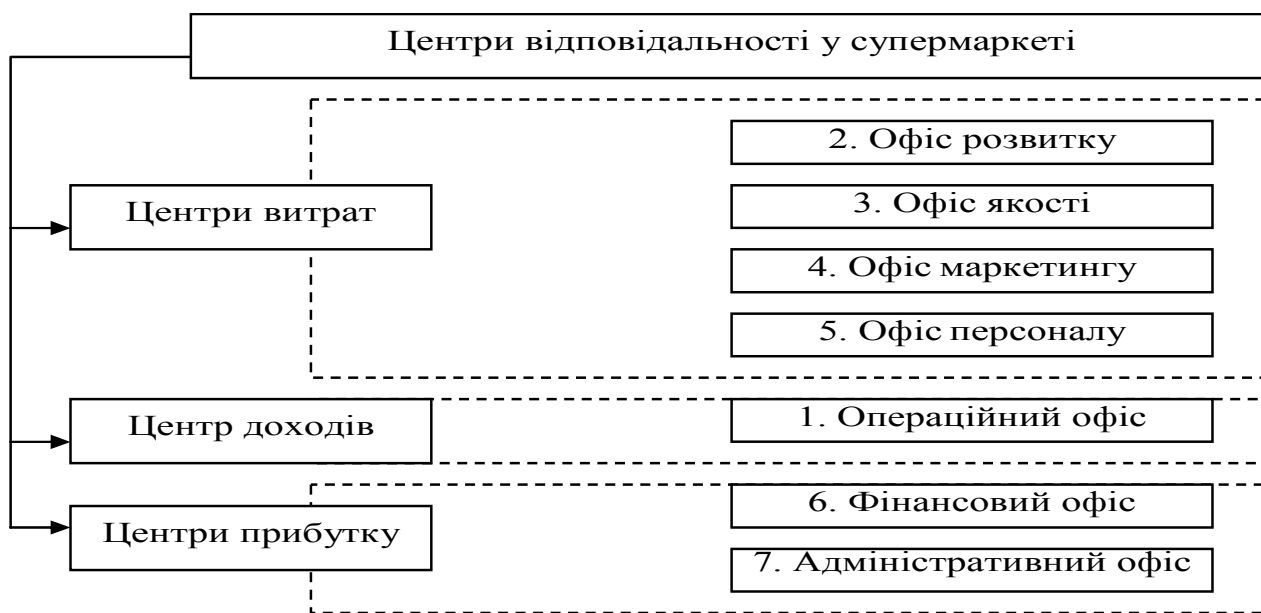 Центри відповідальності у супермаркеті
2. Офіс розвитку
Центри витрат
3. Офіс якості
4. Офіс маркетингу
5. Офіс персоналу
Центр доходів
1. Операційний офіс
Центри прибутку
6. Фінансовий офіс
7. Адміністративний офіс